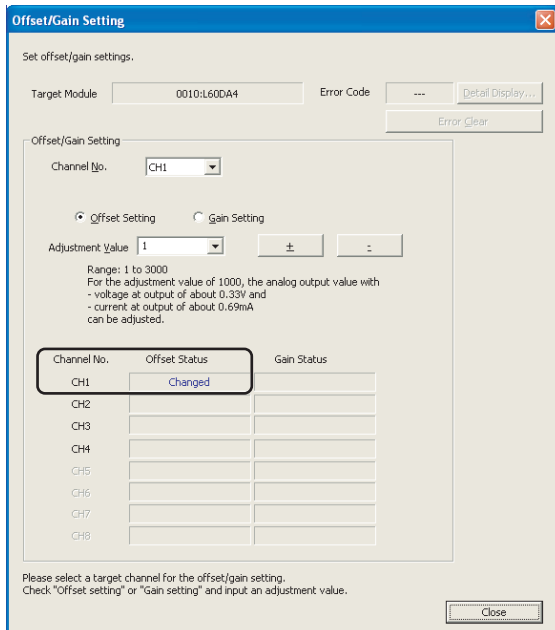 Offset/Gain Setting
Set offset/gain settings.
Target Module 0010:L60DA4 Error Code --- Detail Display...
Error Clear
Offset/Gain Setting
Channel No. CH1
Offset Setting Gain Setting
Adjustment Value 1 + -
Range: 1 to 3000
For the adjustment value of 1000, the analog output value with
- voltage at output of about 0.33V and
- current at output of about 0.69mA
can be adjusted.
Channel No. Offset Status Gain Status
CH1 Changed
CH2
CH3
CH4
CH5
CH6
CH7
CH8
Please select a target channel for the offset/gain setting.
Check "Offset setting" or "Gain setting" and input an adjustment value.
Close